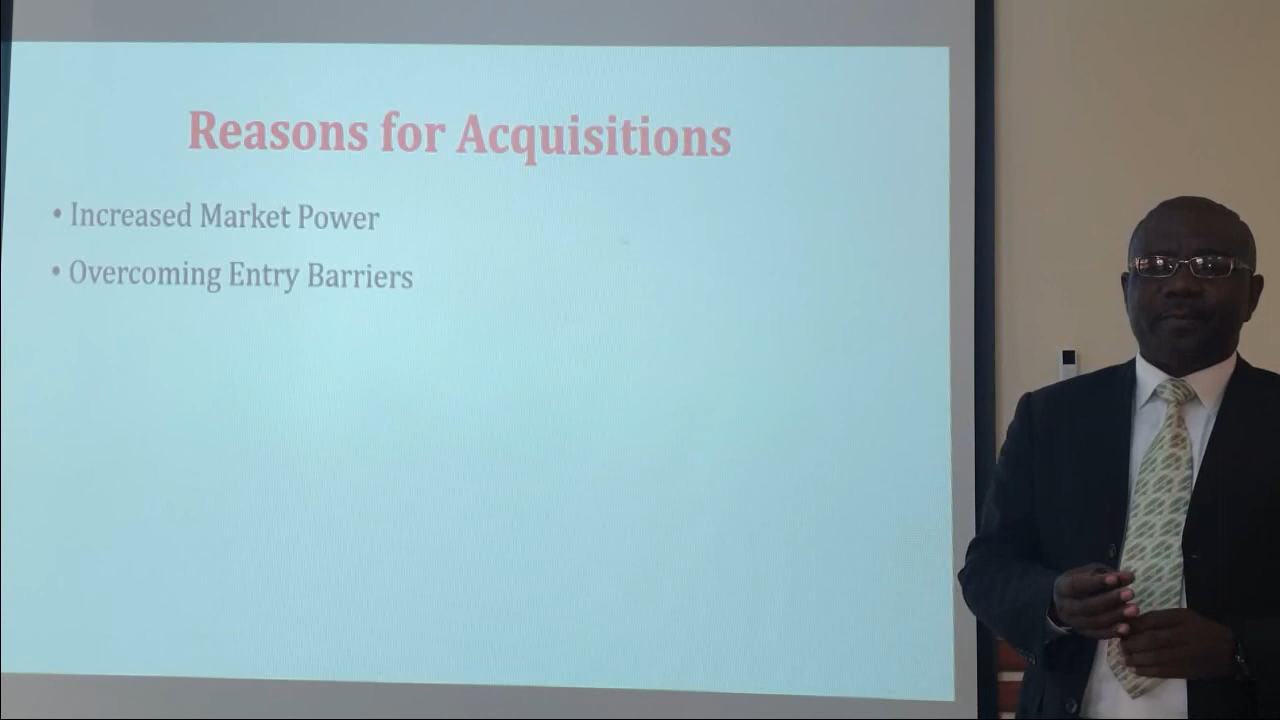 Reasons for Acquisitions
• Increased Market Power
• Overcoming Entry Barriers